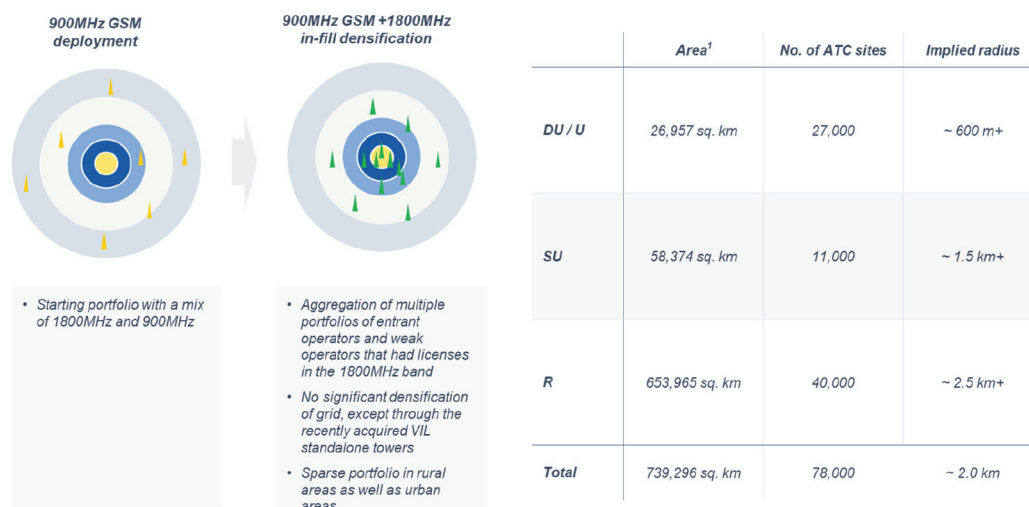 900MHz GSM
deployment
900MHz GSM +1800MHz
in-fill densification
• Starting portfolio with a mix
of 1800MHz and 900MHz
• Aggregation of multiple
portfolios of entrant
operators and weak
operators that had licenses
in the 1800MHz band
• No significant densification
of grid, except through the
recently acquired VIL
standalone towers
• Sparse portfolio in rural
areas as well as urban
areas
Area¹ No. of ATC sites Implied radius
DU / U 26,957 sq. km 27,000 ~ 600 m+
SU 58,374 sq. km 11,000 ~ 1.5 km+
R 653,965 sq. km 40,000 ~ 2.5 km+
Total 739,296 sq. km 78,000 ~ 2.0 km